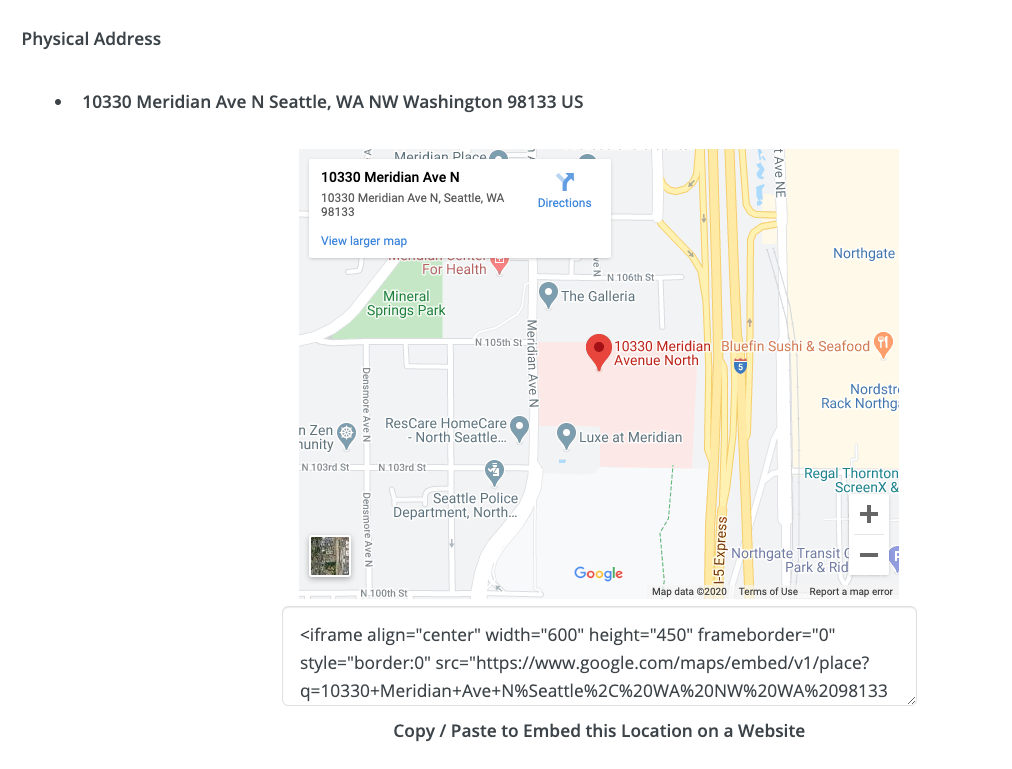 Physical Address
10330 Meridian Ave N Seattle, WA NW Washington 98133 US
Meridian Place
10330 Meridian Ave N
10330 Meridian Ave N, Seattle, WA
98133
View larger map
Directions
t Ave NE
Meridian Center
For Health
Mineral
Springs Park
N 106th St
ve N
The Galleria
Northgate
N 105th St
Meridian Ave N
10330 Meridian
Avenue North
Bluefin Sushi & Seafood
5
Densmore Ave N
Nordstr
Rack Northga
ResCare HomeCare
- North Seattle...
n Zen
munity
Luxe at Meridian
N 103rd St
N 103rd St
Seattle Police
Department, North...
Densmore Ave N
Regal Thornton
ScreenX &
+
−
I-5 Express
Northgate Transit C
Park & Rid
P
Google
N 100th St
Map data ©2020
Terms of Use
Report a map error
<iframe align="center" width="600" height="450" frameborder="0"
style="border:0" src="https://www.google.com/maps/embed/v1/place?
q=10330+Meridian+Ave+N%Seattle%2C%20WA%20NW%20WA%2098133
Copy / Paste to Embed this Location on a Website